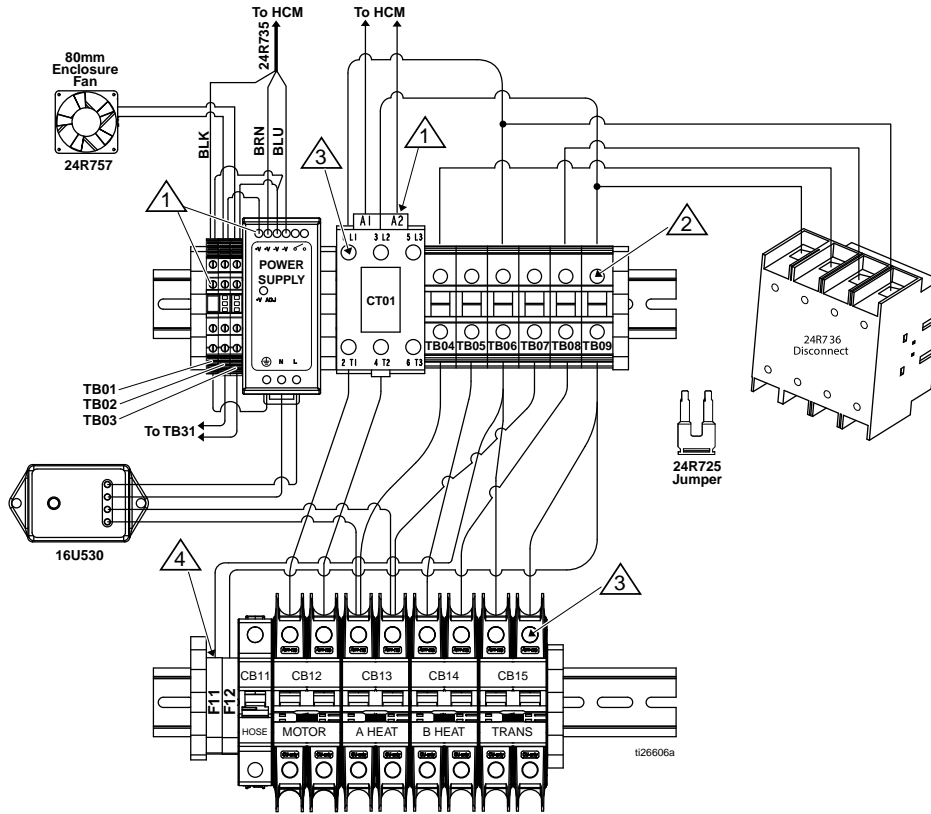 To HCM
To HCM
24R735
80mm
Enclosure
Fan
24R757
BLK
BRN
BLU
1
3
1
2
A1
A2
1 L1
3 L2
5 L3
+V +V -V -V
POWER
SUPPLY
+V ADJ
N L
CT01
2 T1
4 T2
6 T3
TB04
TB05
TB06
TB07
TB08
TB09
24R736
Disconnect
TB01
TB02
TB03
To TB31
24R725
Jumper
16U530
4
3
F11
F12
CB11
CB12
CB13
CB14
CB15
HOSE
MOTOR
A HEAT
B HEAT
TRANS
ti26606a